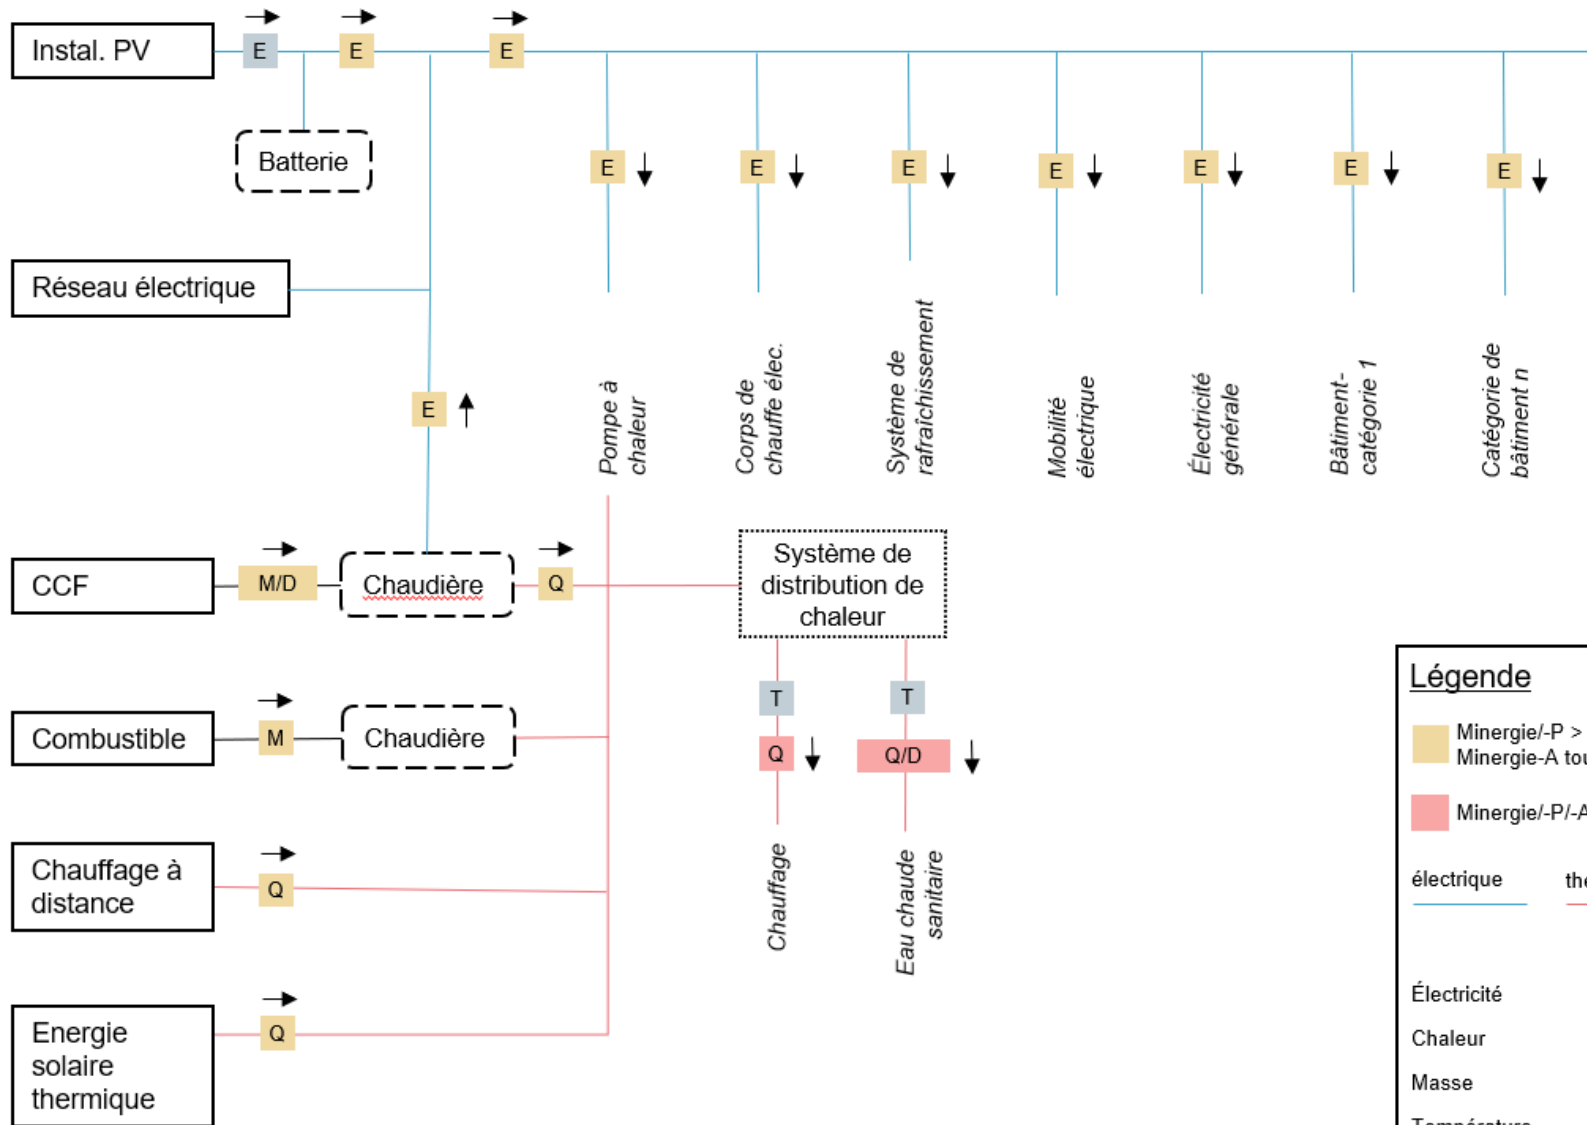 Instal. PV
E
E
E
Batterie
E
E
E
E
E
E
E
Réseau électrique
E
Pompe à
chaleur
Corps de
chauffe élec.
Système de
rafraîchissement
Mobilité
électrique
Électricité
générale
Bâtiment-
catégorie 1
Catégorie de
bâtiment n
CCF
M/D
Chaudière
Q
Système de
distribution de
chaleur
T
T
Q
Q/D
Chauffage
Eau chaude
sanitaire
Combustible
M
Chaudière
Chauffage à
distance
Q
Energie
solaire
thermique
Q
Légende
Minergie/-P >
Minergie-A tou
Minergie/-P/-A
électrique
the
Électricité
Chaleur
Masse
Température